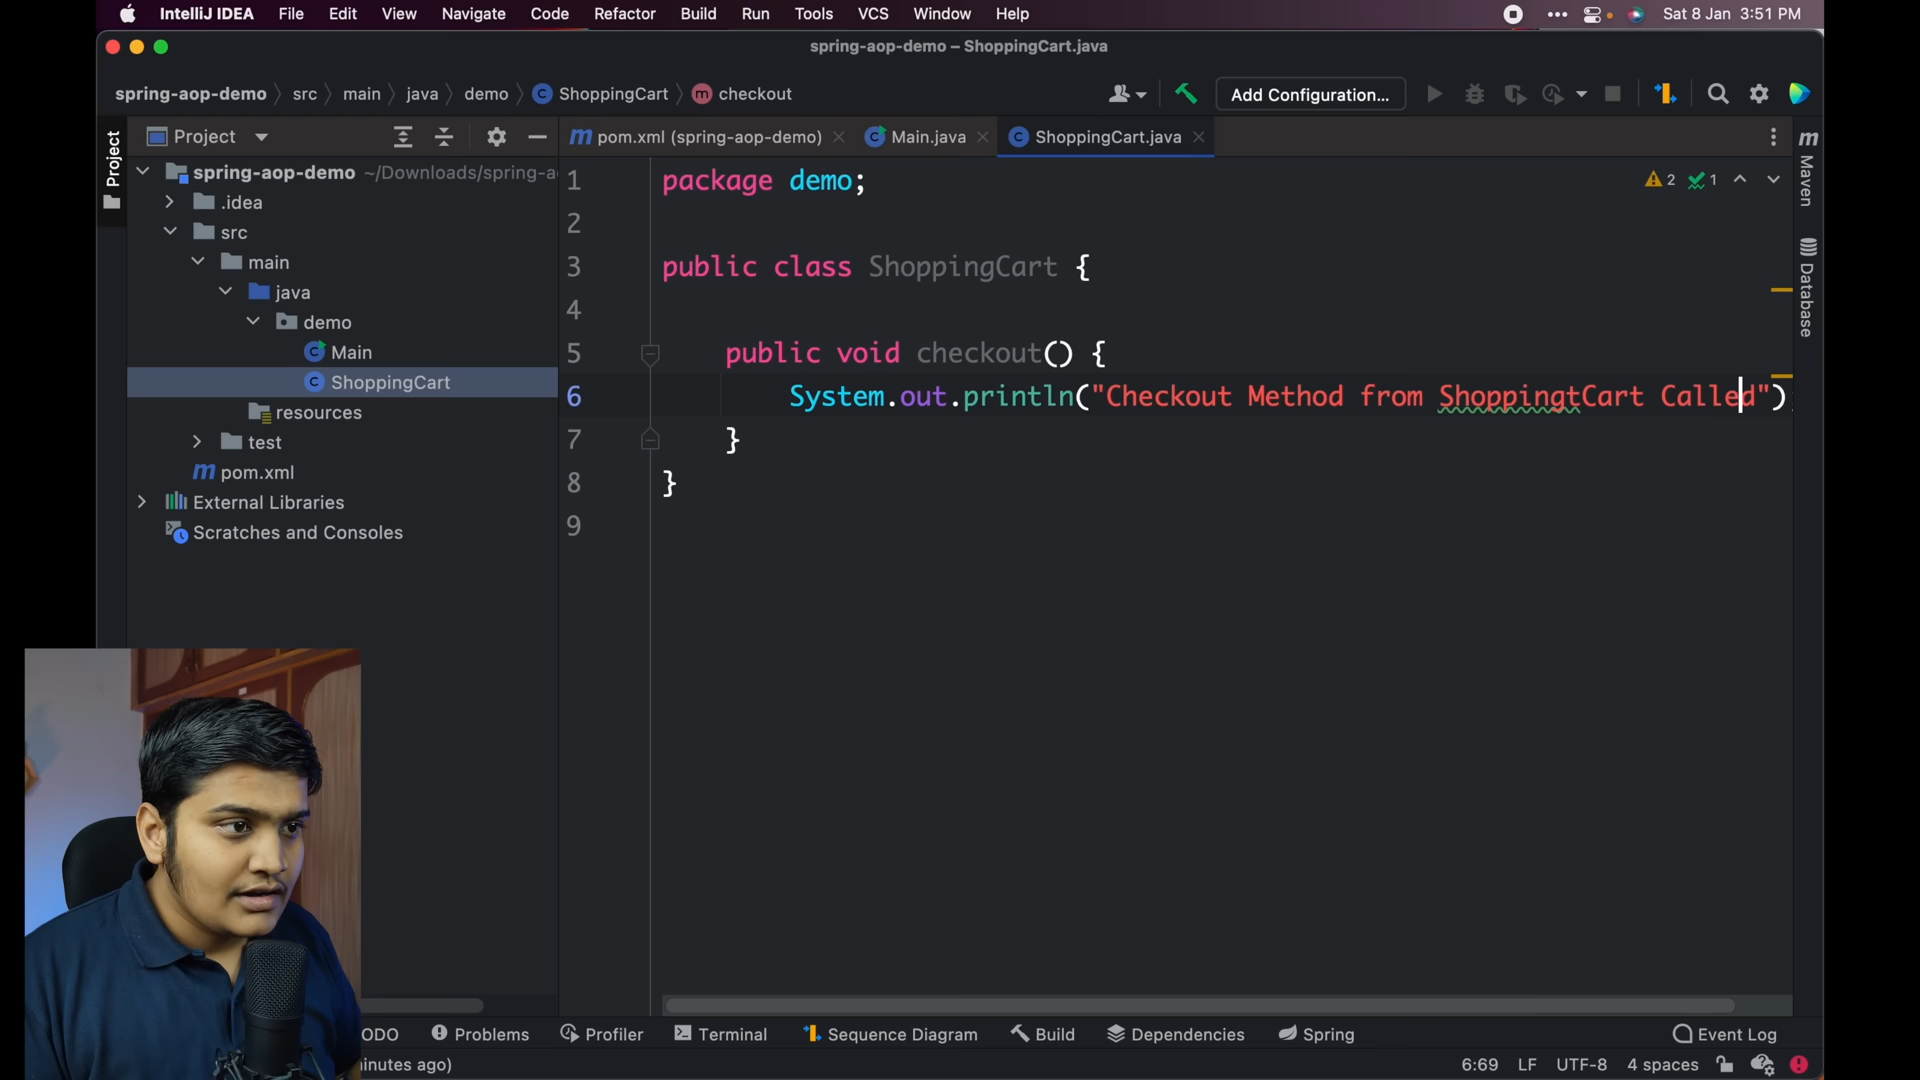 IntelliJ IDEA File Edit View Navigate Code Refactor Build Run Tools VCS Window Help Sat 8 Jan 3:51 PM
spring-aop-demo – ShoppingCart.java
spring-aop-demo src main java demo ShoppingCart checkout Add Configuration...
Project
Project
pom.xml (spring-aop-demo) Main.java ShoppingCart.java
Maven
Database
spring-aop-demo ~/Downloads/spring-a
.idea
src
main
java
demo
Main
ShoppingCart
resources
test
pom.xml
External Libraries
Scratches and Consoles
2 1
1 package demo;
2
3 public class ShoppingCart {
4
5 public void checkout() {
6 System.out.println("Checkout Method from ShoppingtCart Called")
7 }
8 }
9
ODO Problems Profiler Terminal Sequence Diagram Build Dependencies Spring Event Log
inutes ago) 6:69 LF UTF-8 4 spaces